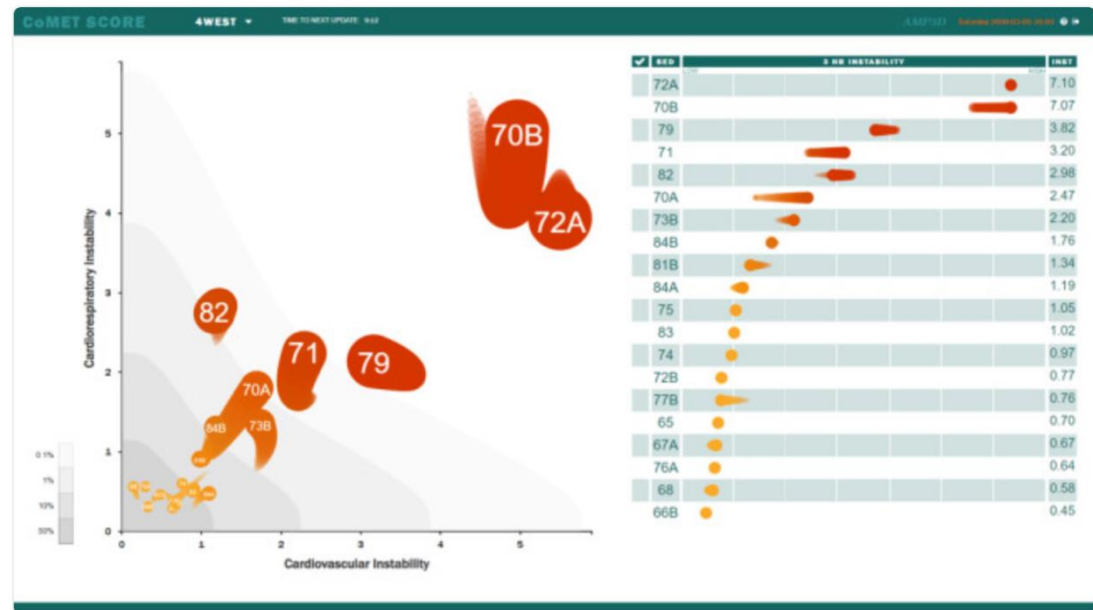 CoMET SCORE
4WEST
TIME TO NEXT UPDATE: 9:12
AMP3D
Cardiorespiratory Instability
5
4
3
2
1
0
70B
72A
82
71
79
70A
84B
73B
0.1%
1%
10%
50%
0 1 2 3 4 5
Cardiovascular Instability
BED 3 HR INSTABILITY INST
LOW HIGH
72A 7.10
70B 7.07
79 3.82
71 3.20
82 2.98
70A 2.47
73B 2.20
84B 1.76
81B 1.34
84A 1.19
75 1.05
83 1.02
74 0.97
72B 0.77
77B 0.76
65 0.70
67A 0.67
76A 0.64
68 0.58
66B 0.45